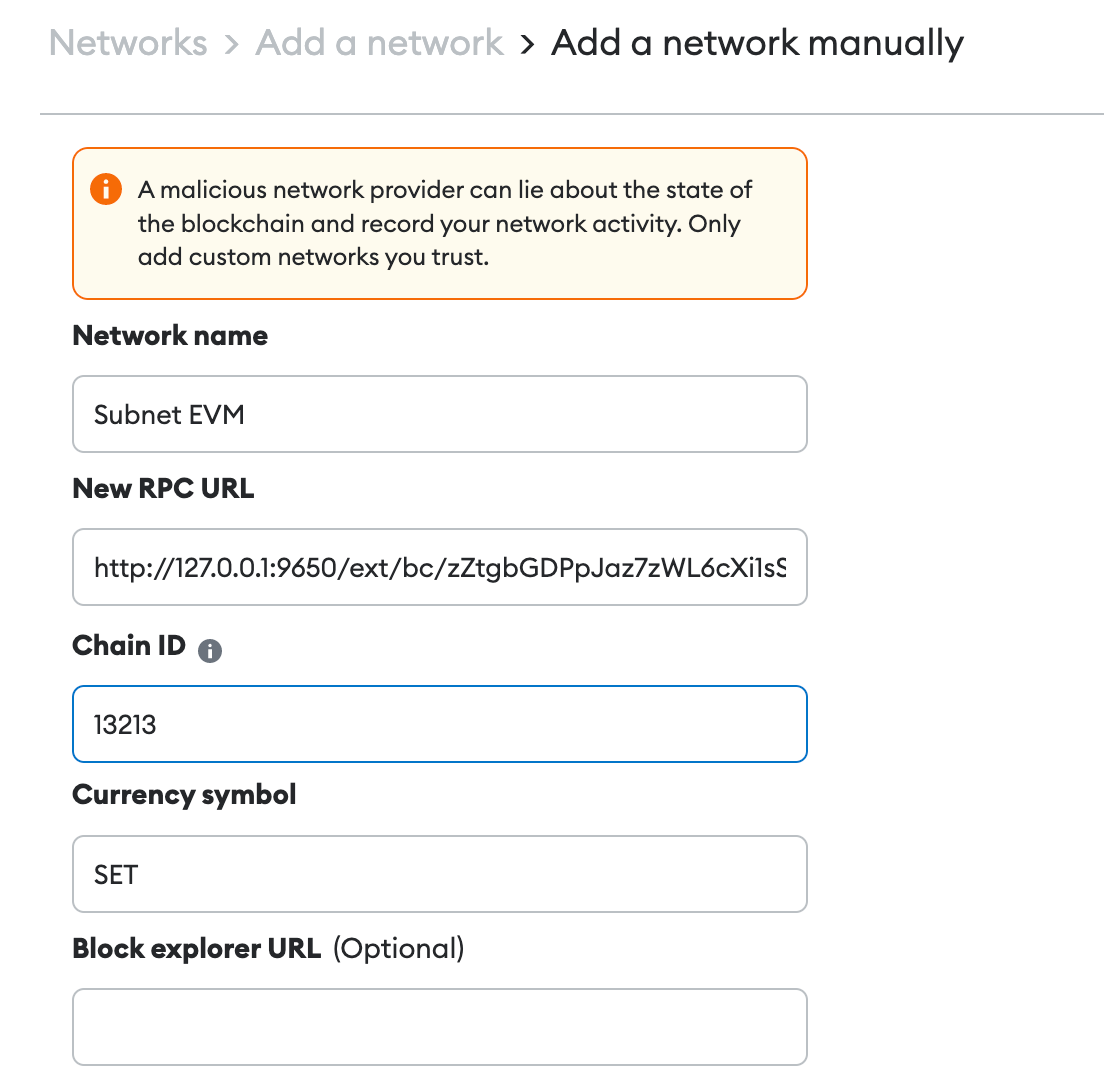 Networks > Add a network > Add a network manually
A malicious network provider can lie about the state of
the blockchain and record your network activity. Only
add custom networks you trust.
Network name
Subnet EVM
New RPC URL
http://127.0.0.1:9650/ext/bc/zZtgbGDPpJaz7zWL6cXi1sS
Chain ID
13213
Currency symbol
SET
Block explorer URL (Optional)